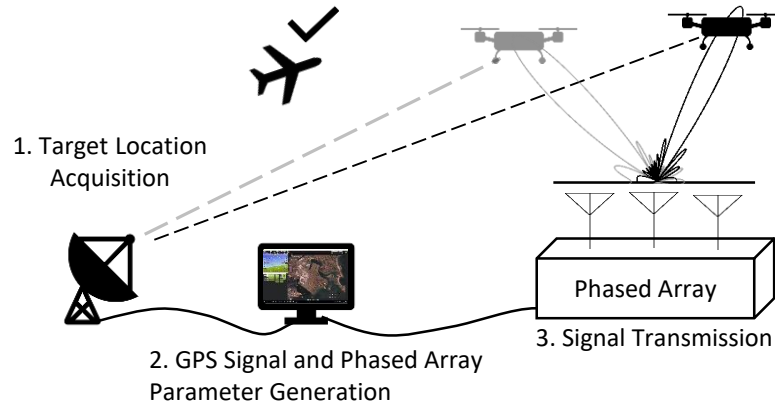 1. Target Location
Acquisition
Phased Array
3. Signal Transmission
2. GPS Signal and Phased Array
Parameter Generation